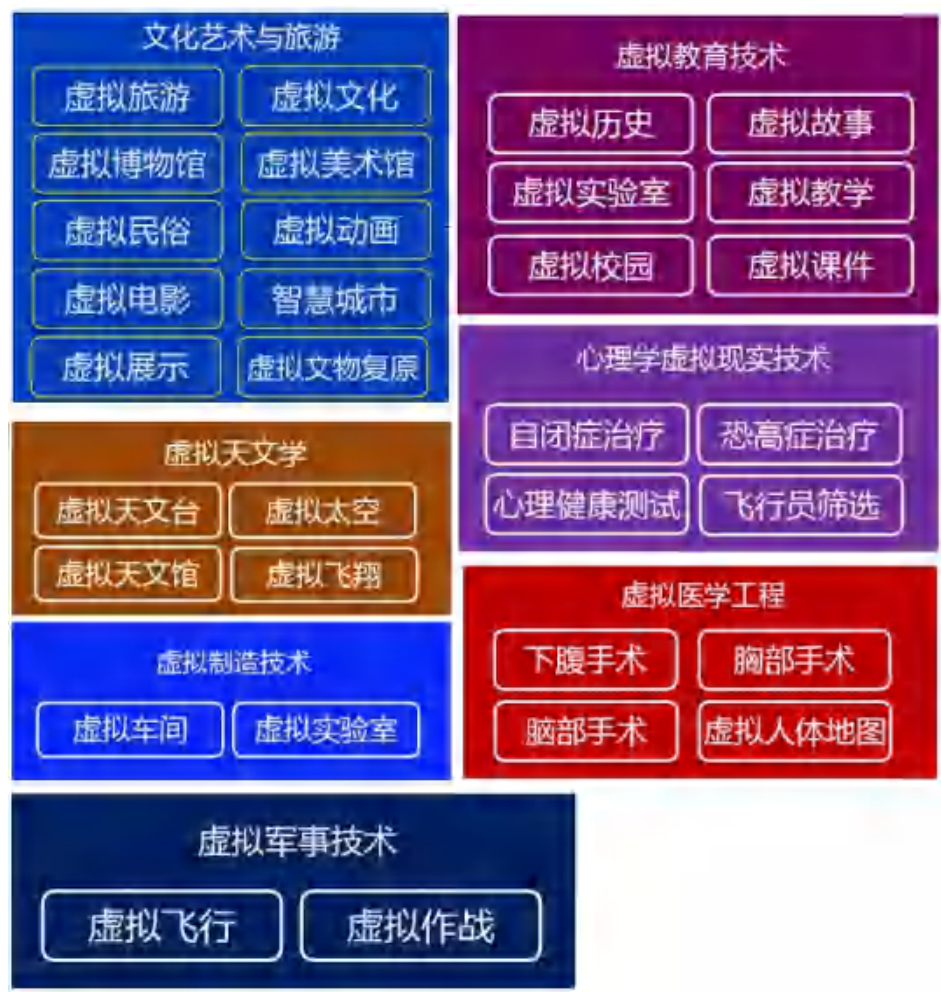 文化艺术与旅游
虚拟旅游 虚拟文化
虚拟博物馆 虚拟美术馆
虚拟民俗 虚拟动画
虚拟电影 智慧城市
虚拟展示 虚拟文物复原
虚拟教育技术
虚拟历史 虚拟故事
虚拟实验室 虚拟教学
虚拟校园 虚拟课件
心理学虚拟现实技术
自闭症治疗 恐高症治疗
心理健康测试 飞行员筛选
虚拟天文学
虚拟天文台 虚拟太空
虚拟天文馆 虚拟飞翔
虚拟医学工程
下腹手术 胸部手术
脑部手术 虚拟人体地图
虚拟制造技术
虚拟车间 虚拟实验室
虚拟军事技术
虚拟飞行 虚拟作战